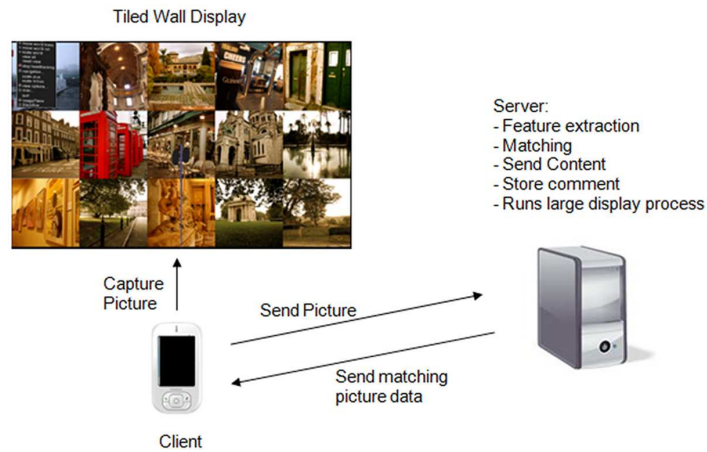 Tiled Wall Display
CHEERS
Server:
- Feature extraction
- Matching
- Send Content
- Store comment
- Runs large display process
Capture
Picture
Send Picture
Send matching
picture data
Client